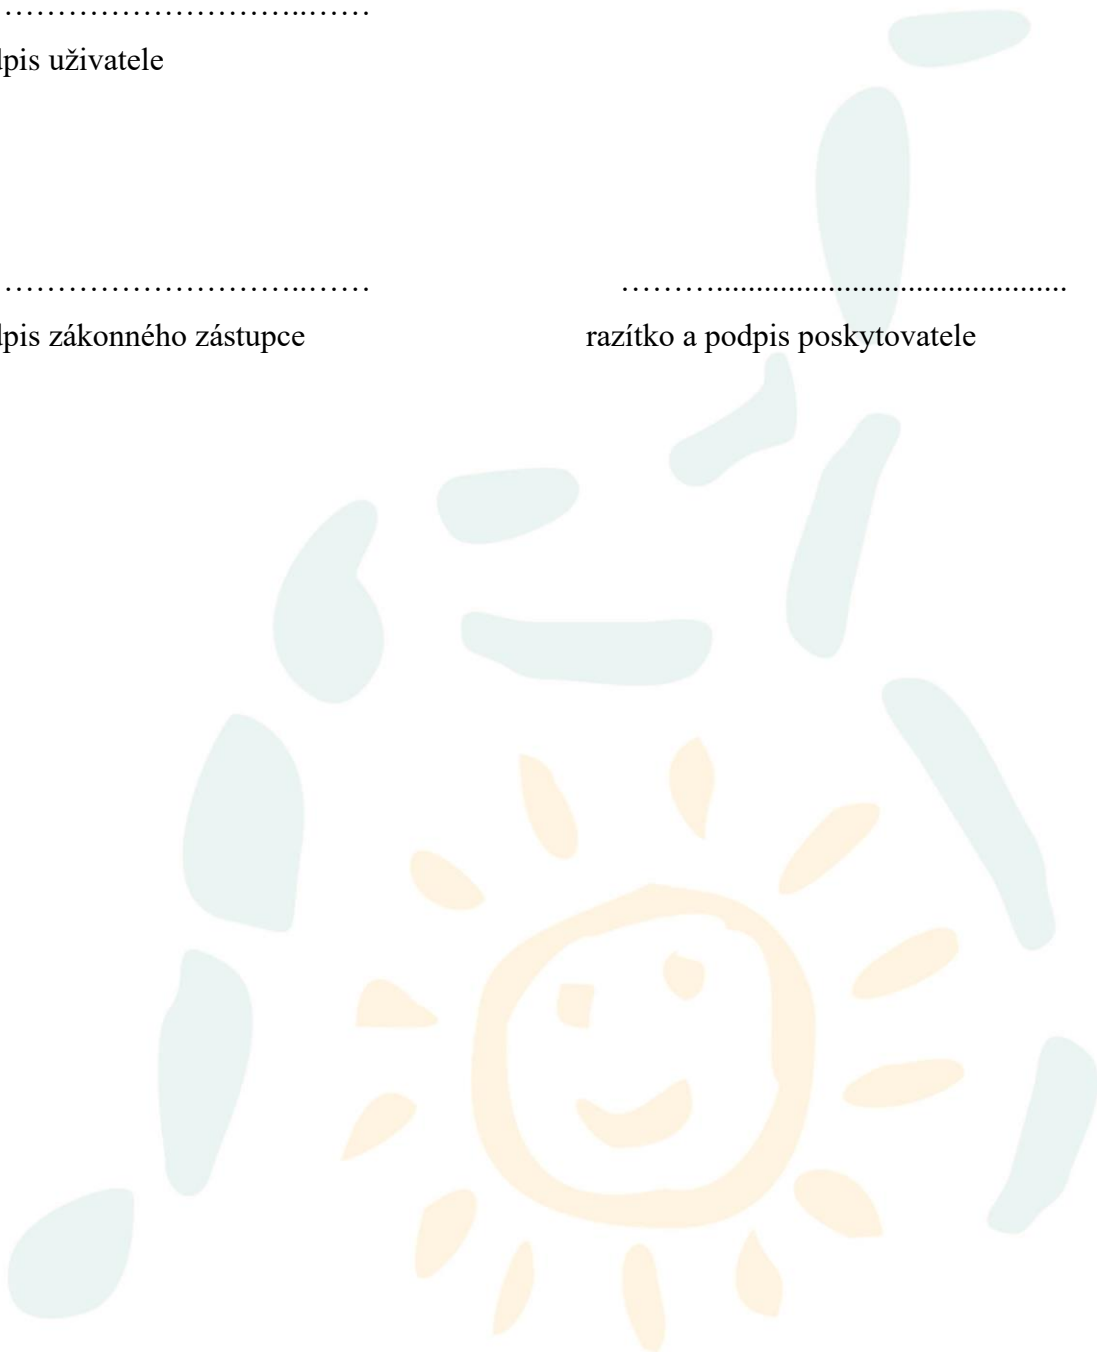 ………………………………..……
dpis uživatele
………………………………..……
………...........................................
dpis zákonného zástupce
razítko a podpis poskytovatele